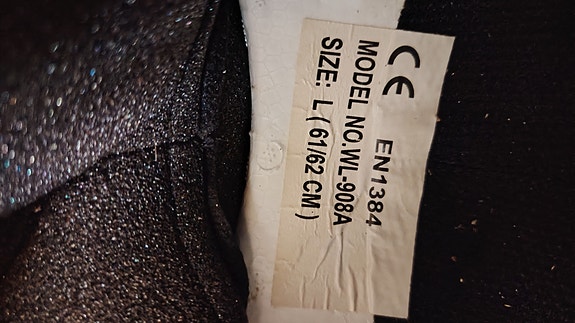 CE EN1384
MODEL NO.WL-908A
SIZE: L ( 61/62 CM )